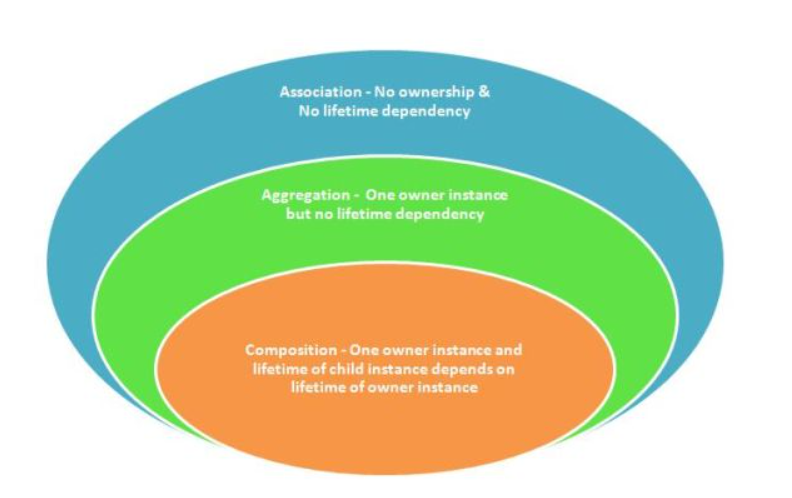 Association - No ownership &
No lifetime dependency
Aggregation -  One owner instance
but no lifetime dependency
Composition - One owner instance and
lifetime of child instance depends on
lifetime of owner instance